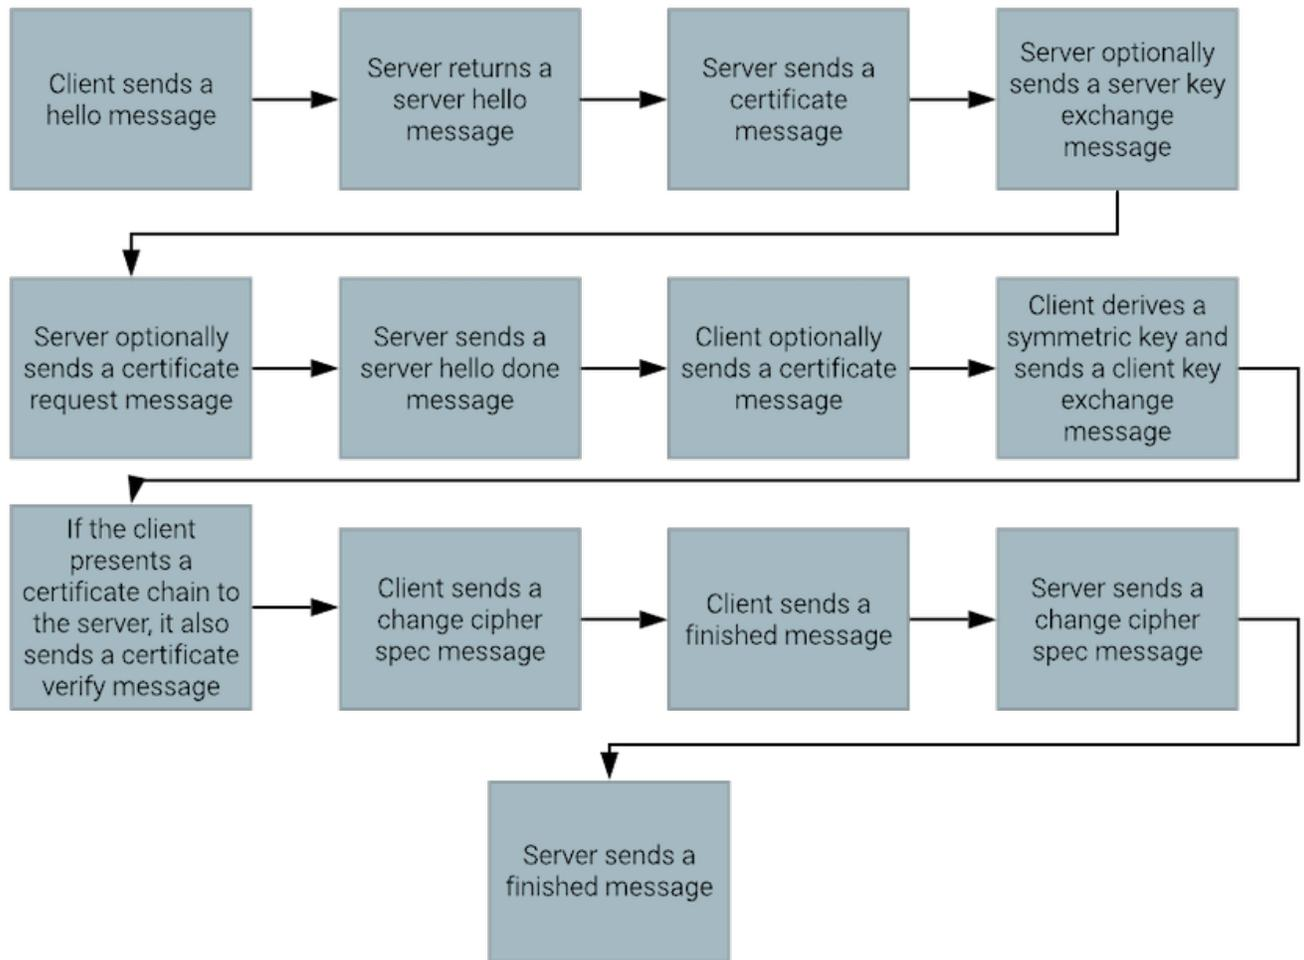 Client sends a
hello message
Server returns a
server hello
message
Server sends a
certificate
message
Server optionally
sends a server key
exchange
message
Server optionally
sends a certificate
request message
Server sends a
server hello done
message
Client optionally
sends a certificate
message
Client derives a
symmetric key and
sends a client key
exchange
message
If the client
presents a
certificate chain to
the server, it also
sends a certificate
verify message
Client sends a
change cipher
spec message
Client sends a
finished message
Server sends a
change cipher
spec message
Server sends a
finished message